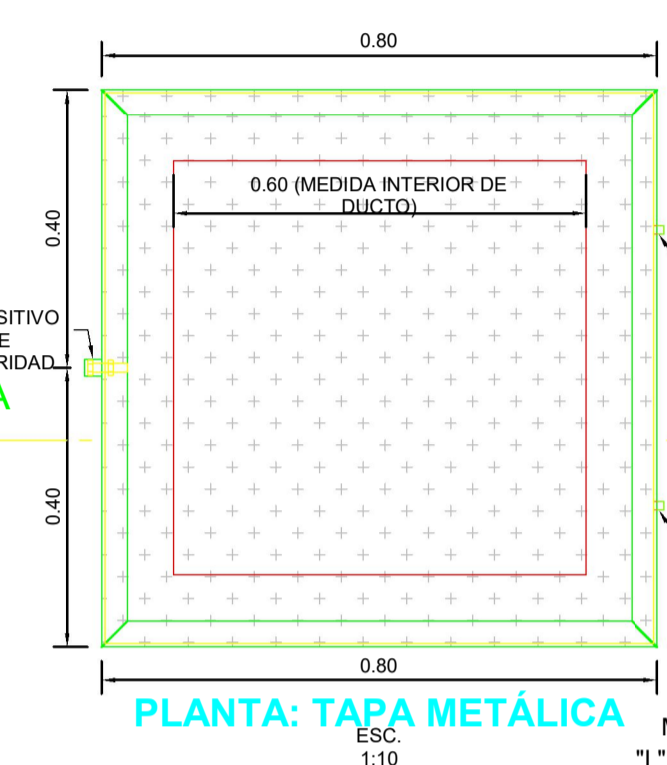 0.80
0.60 (MEDIDA INTERIOR DE
DUCTO)
0.40
SITIVO
E
RIDAD
A
0.40
0.80
PLANTA: TAPA METÁLICA
ESC.
1:10